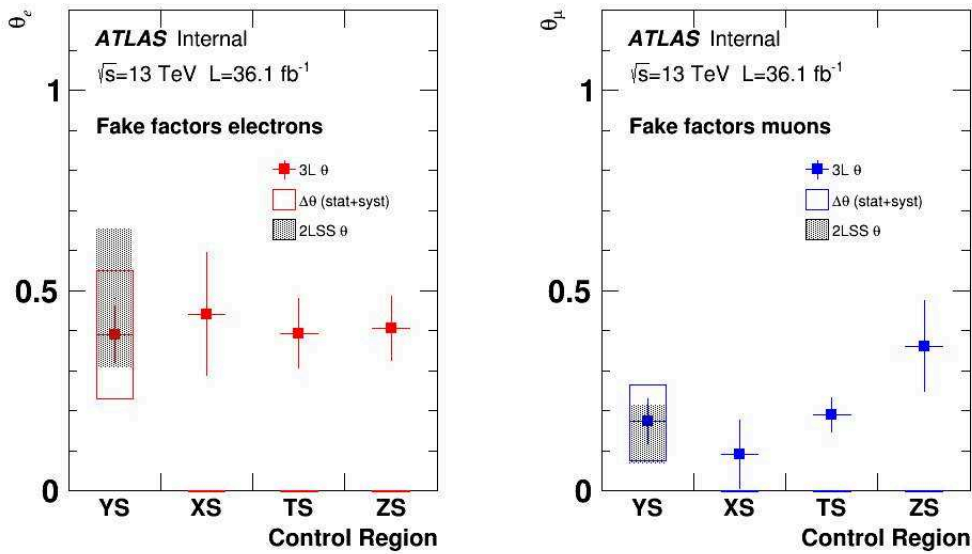 θe
ATLAS Internal
√s=13 TeV L=36.1 fb-1
1
Fake factors electrons
3L θ
Δθ (stat+syst)
2LSS θ
0.5
0
YS XS TS ZS
Control Region
θμ
ATLAS Internal
√s=13 TeV L=36.1 fb-1
1
Fake factors muons
3L θ
Δθ (stat+syst)
2LSS θ
0.5
0
YS XS TS ZS
Control Region